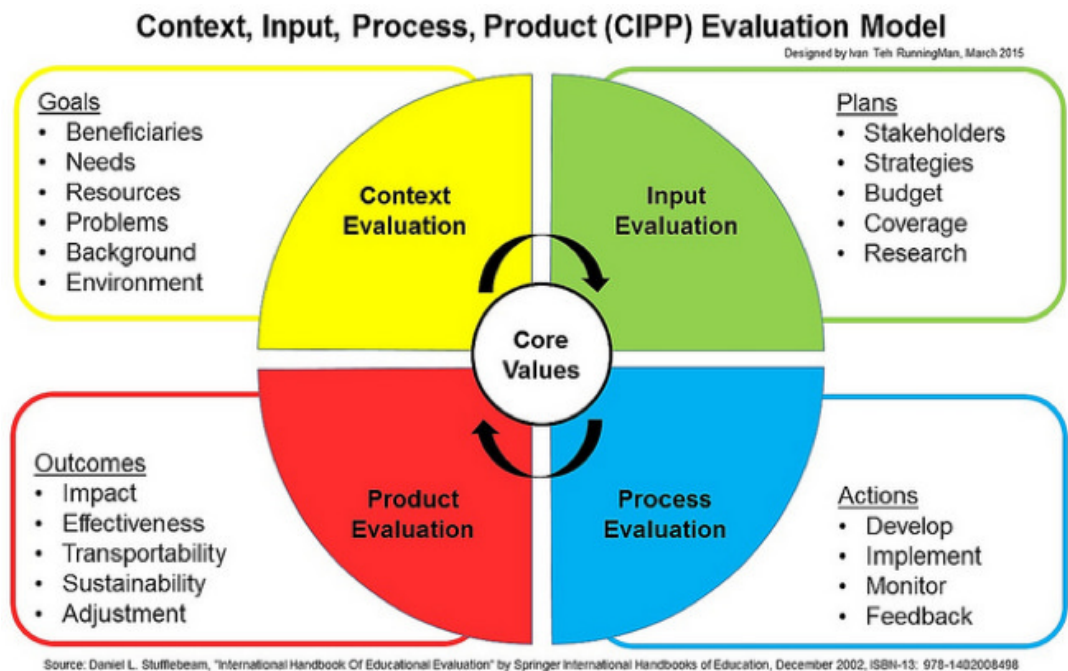 Context, Input, Process, Product (CIPP) Evaluation Model
Designed by Ivan Teh RunningMan, March 2015
Goals
• Beneficiaries
• Needs
• Resources
• Problems
• Background
• Environment
Context
Evaluation
Input
Evaluation
Plans
• Stakeholders
• Strategies
• Budget
• Coverage
• Research
Core
Values
Outcomes
• Impact
• Effectiveness
• Transportability
• Sustainability
• Adjustment
Product
Evaluation
Process
Evaluation
Actions
• Develop
• Implement
• Monitor
• Feedback
Source: Daniel L. Stufflebeam, "International Handbook Of Educational Evaluation" by Springer International Handbooks of Education, December 2002, ISBN-13: 978-1402008498